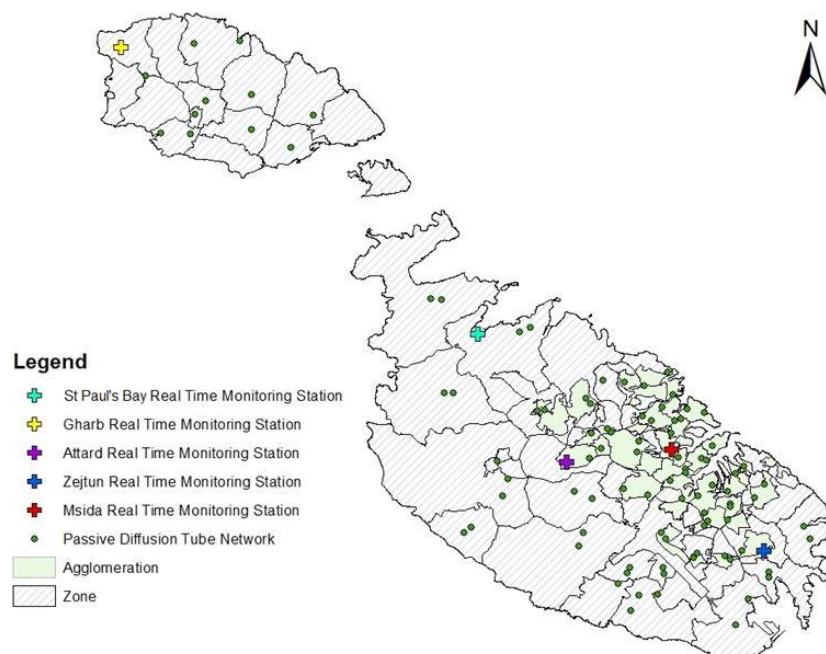 N
Legend
St Paul's Bay Real Time Monitoring Station
Gharb Real Time Monitoring Station
Attard Real Time Monitoring Station
Zejtun Real Time Monitoring Station
Msida Real Time Monitoring Station
Passive Diffusion Tube Network
Agglomeration
Zone